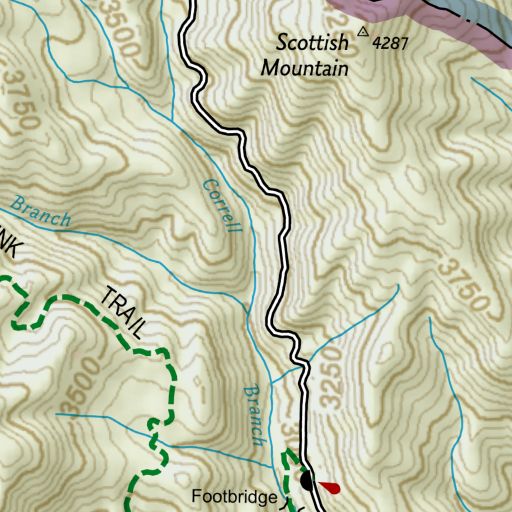 Scottish
Mountain
4287
3500
3750
Correll
Branch
NK
TRAIL
3750
3250
3500
Branch
Footbridge